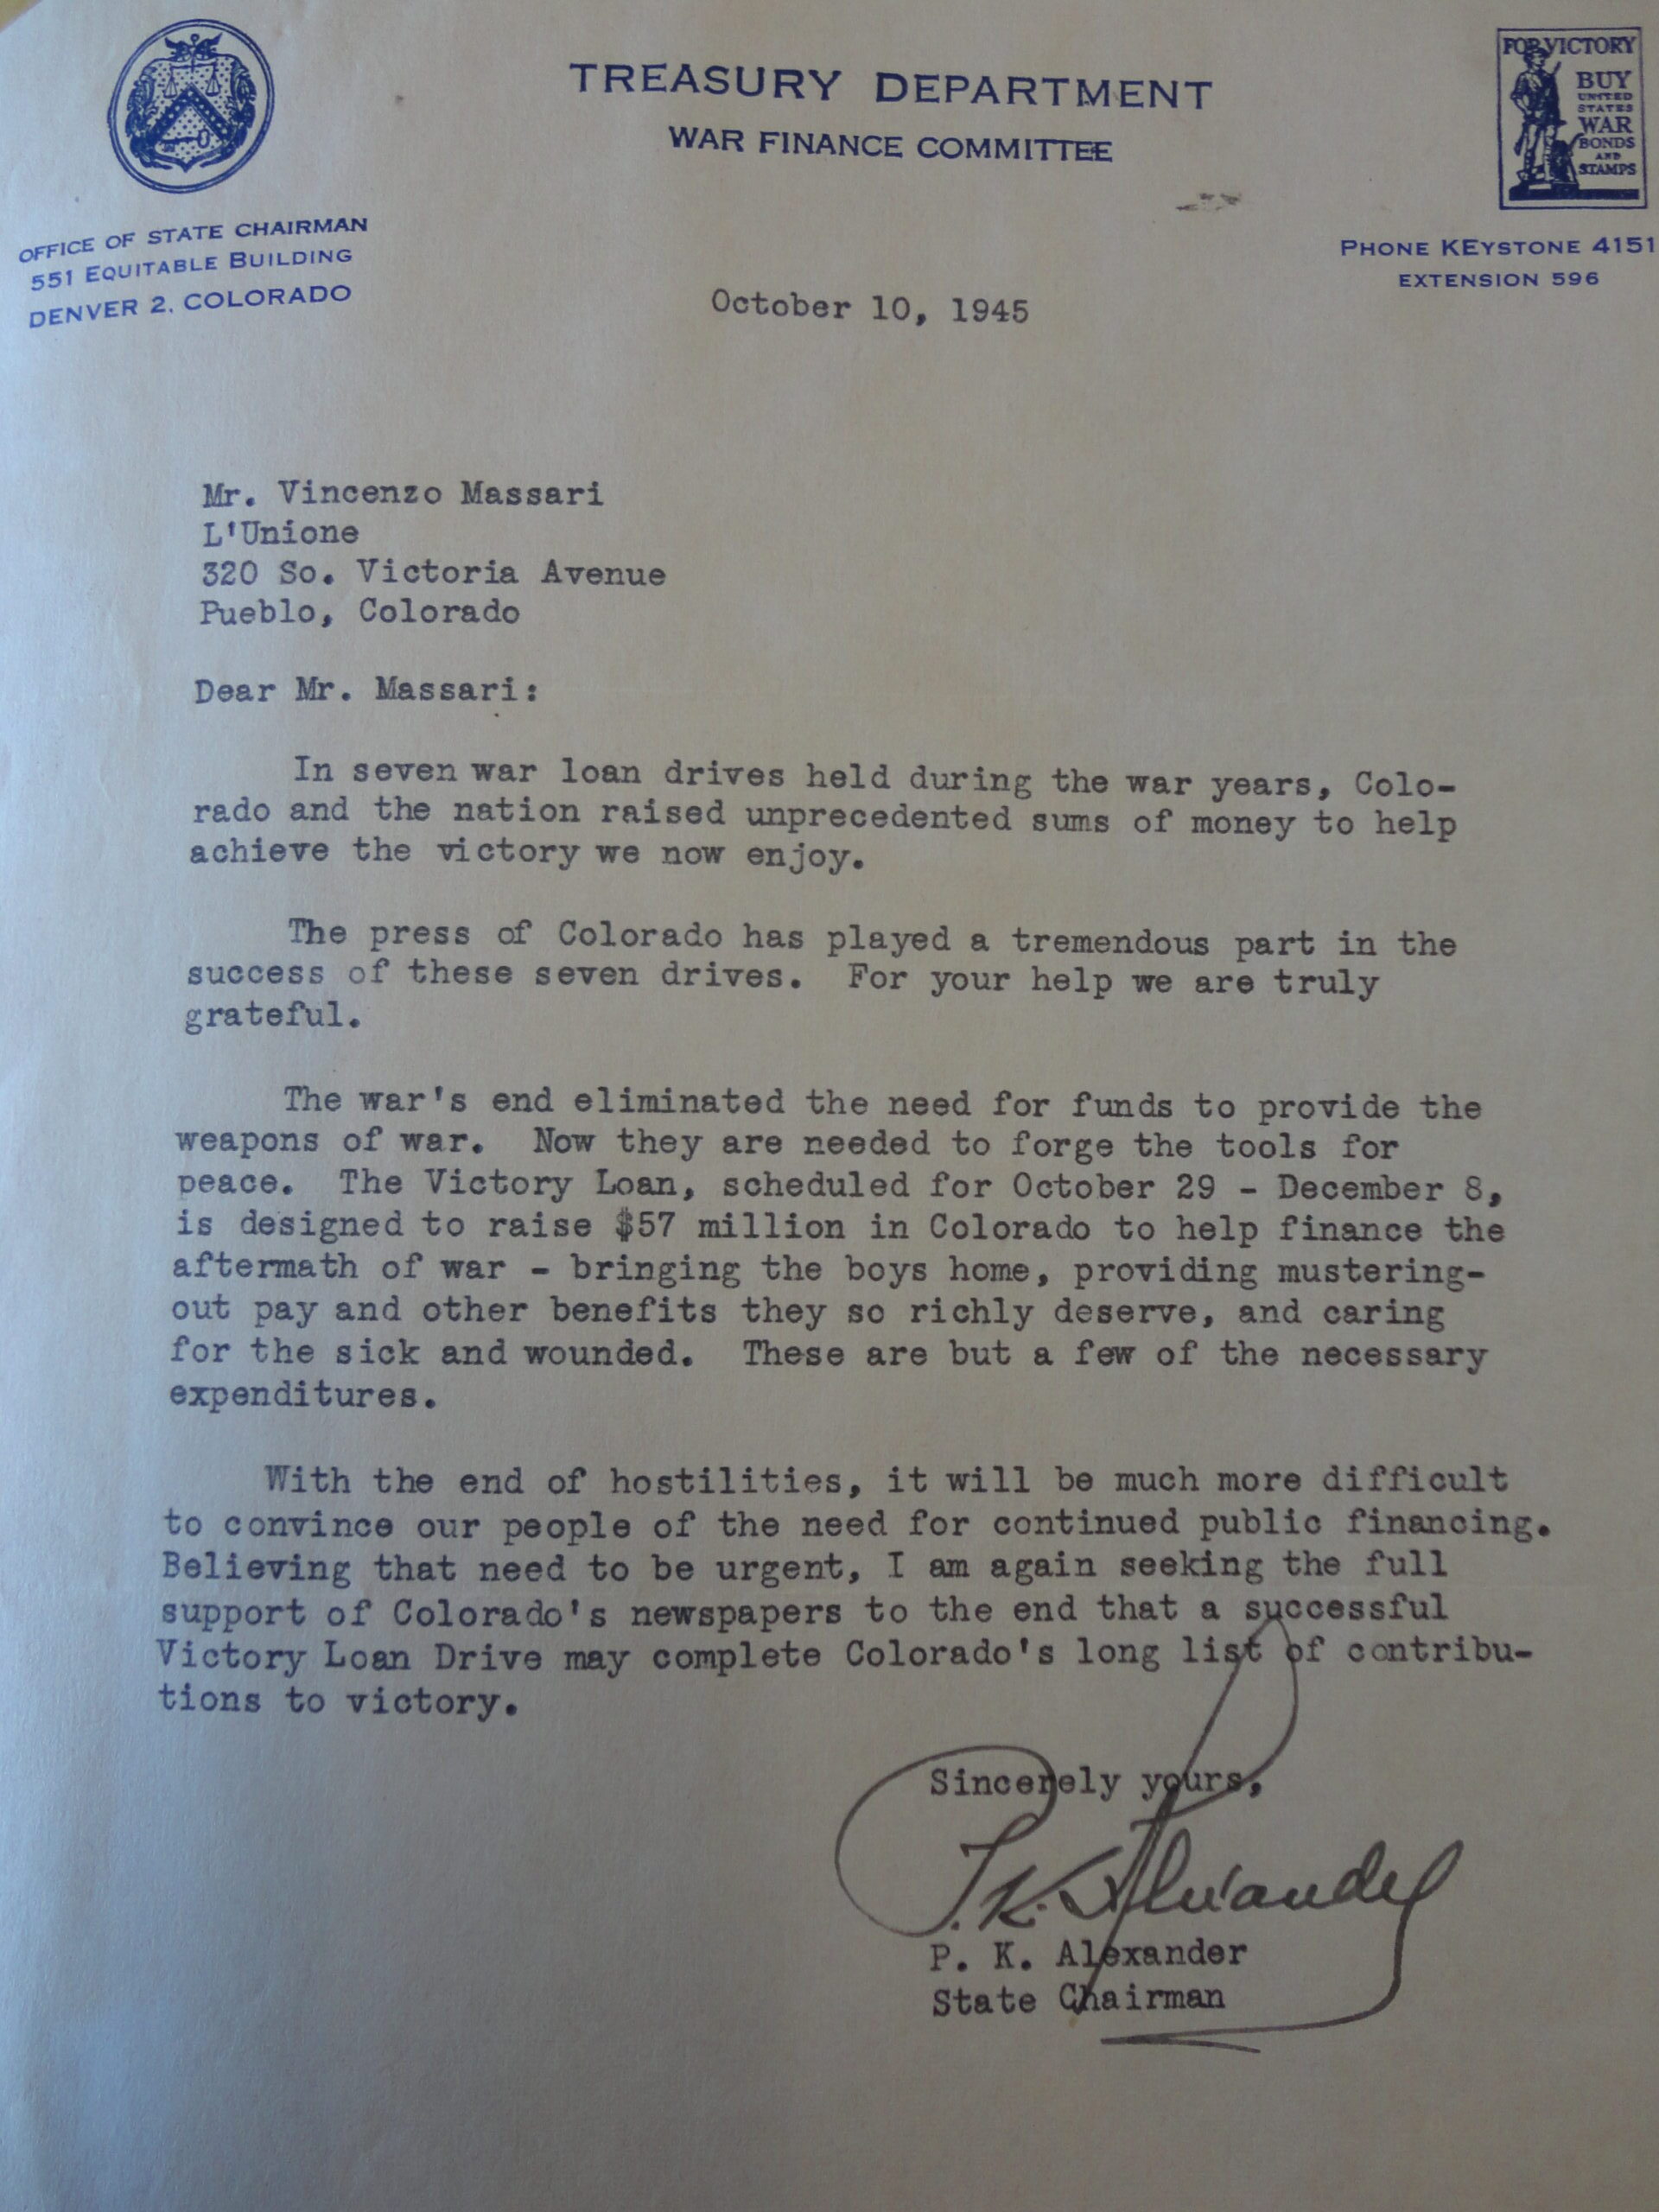 TREASURY DEPARTMENT
WAR FINANCE COMMITTEE
FOR VICTORY
BUY
UNITED
STATES
WAR
BONDS
AND
STAMPS
OFFICE OF STATE CHAIRMAN
551 EQUITABLE BUILDING
DENVER 2, COLORADO
PHONE KEYSTONE 4151
EXTENSION 596
October 10, 1945
Mr. Vincenzo Massari
L'Unione
320 So. Victoria Avenue
Pueblo, Colorado
Dear Mr. Massari:
In seven war loan drives held during the war years, Colo-
rado and the nation raised unprecedented sums of money to help
achieve the victory we now enjoy.
The press of Colorado has played a tremendous part in the
success of these seven drives. For your help we are truly
grateful.
The war's end eliminated the need for funds to provide the
weapons of war. Now they are needed to forge the tools for
peace. The Victory Loan, scheduled for October 29 - December 8,
is designed to raise $57 million in Colorado to help finance the
aftermath of war - bringing the boys home, providing mustering-
out pay and other benefits they so richly deserve, and caring
for the sick and wounded. These are but a few of the necessary
expenditures.
With the end of hostilities, it will be much more difficult
to convince our people of the need for continued public financing.
Believing that need to be urgent, I am again seeking the full
support of Colorado's newspapers to the end that a successful
Victory Loan Drive may complete Colorado's long list of contribu-
tions to victory.
Sincerely yours,
P. K. Alexander
P. K. Alexander
State Chairman